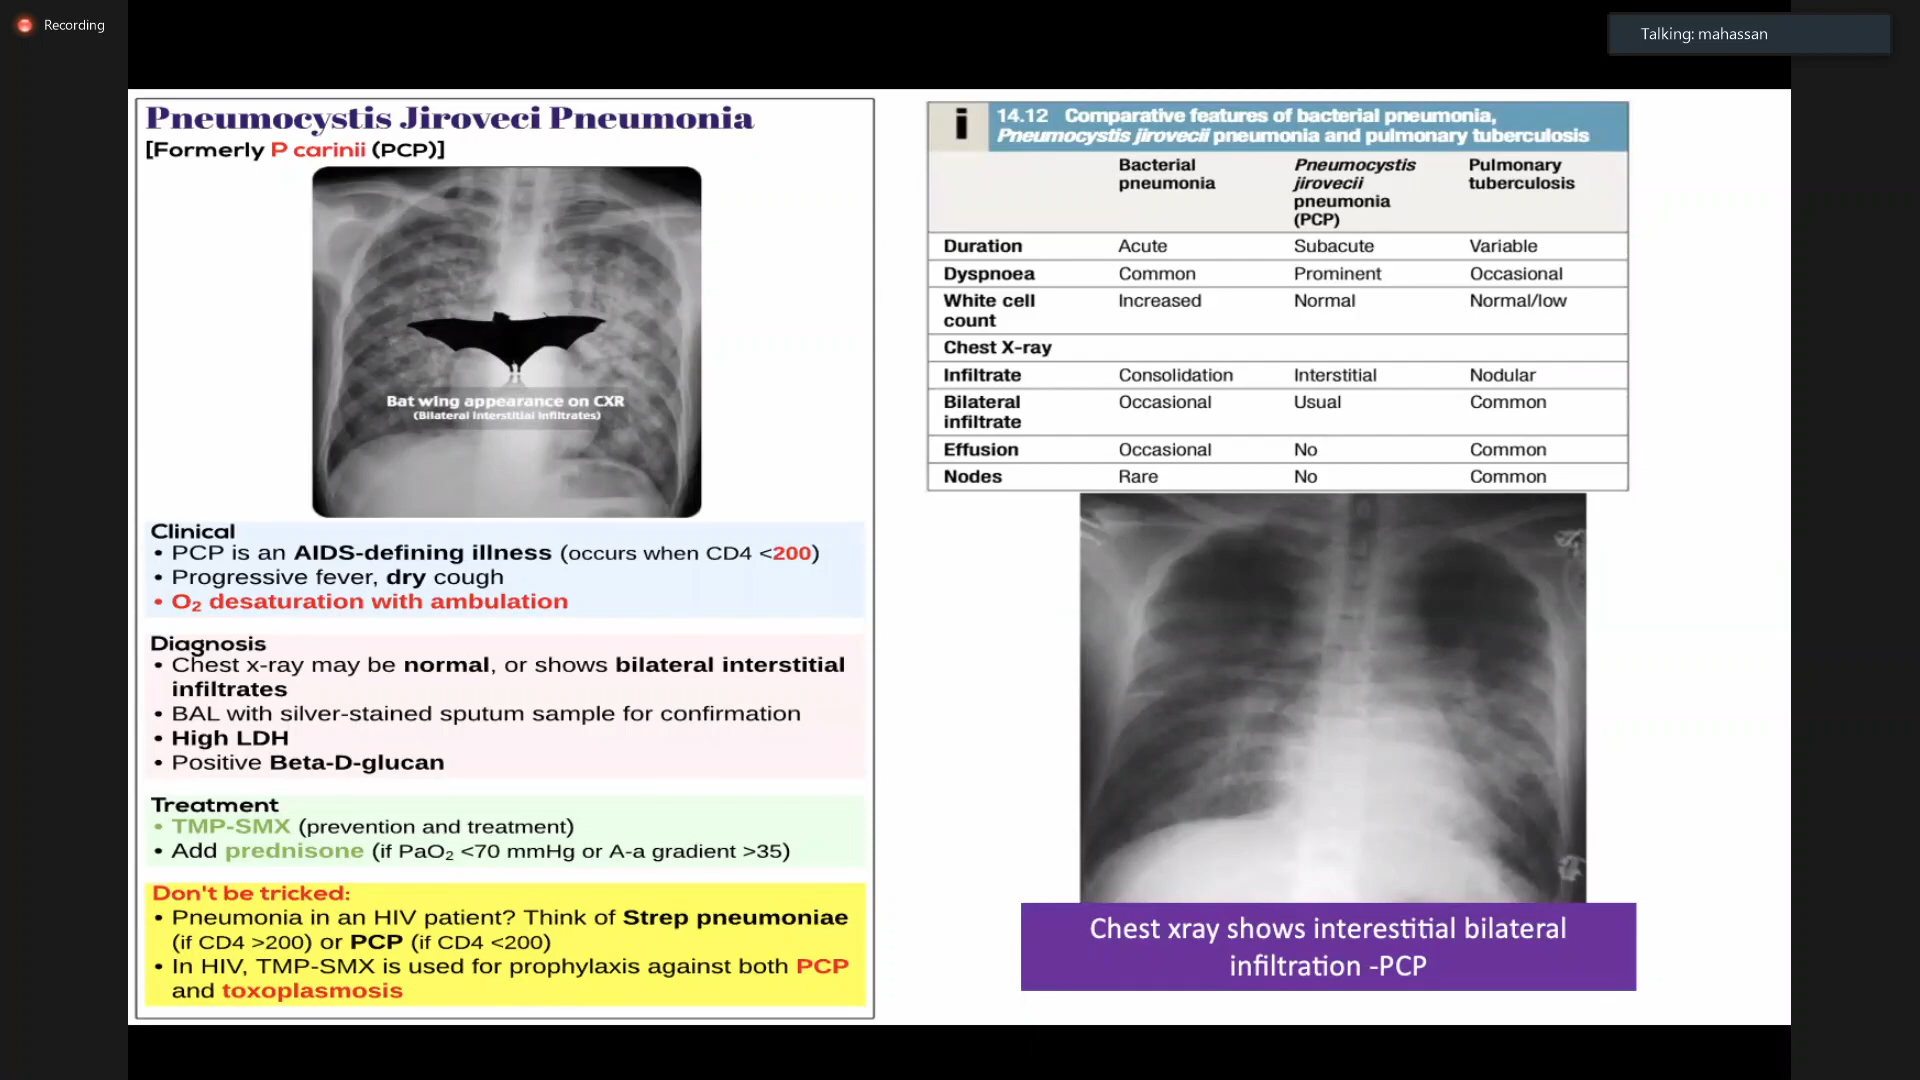 Recording
Talking: mahassan
Pneumocystis Jiroveci Pneumonia
[Formerly P carinii (PCP)]
Bat wing appearance on CXR
(Bilateral Interstitial Infiltrates)
Clinical
• PCP is an AIDS-defining illness (occurs when CD4 <200)
• Progressive fever, dry cough
• O₂ desaturation with ambulation
Diagnosis
• Chest x-ray may be normal, or shows bilateral interstitial
infiltrates
• BAL with silver-stained sputum sample for confirmation
• High LDH
• Positive Beta-D-glucan
Treatment
• TMP-SMX (prevention and treatment)
• Add prednisone (if PaO₂ <70 mmHg or A-a gradient >35)
Don't be tricked:
• Pneumonia in an HIV patient? Think of Strep pneumoniae
(if CD4 >200) or PCP (if CD4 <200)
• In HIV, TMP-SMX is used for prophylaxis against both PCP
and toxoplasmosis
i
14.12 Comparative features of bacterial pneumonia,
Pneumocystis jirovecii pneumonia and pulmonary tuberculosis
Bacterial
pneumonia
Pneumocystis
jirovecii
pneumonia
(PCP)
Pulmonary
tuberculosis
Duration Acute Subacute Variable
Dyspnoea Common Prominent Occasional
White cell
count Increased Normal Normal/low
Chest X-ray
Infiltrate Consolidation Interstitial Nodular
Bilateral
infiltrate Occasional Usual Common
Effusion Occasional No Common
Nodes Rare No Common
Chest xray shows interestitial bilateral
infiltration -PCP